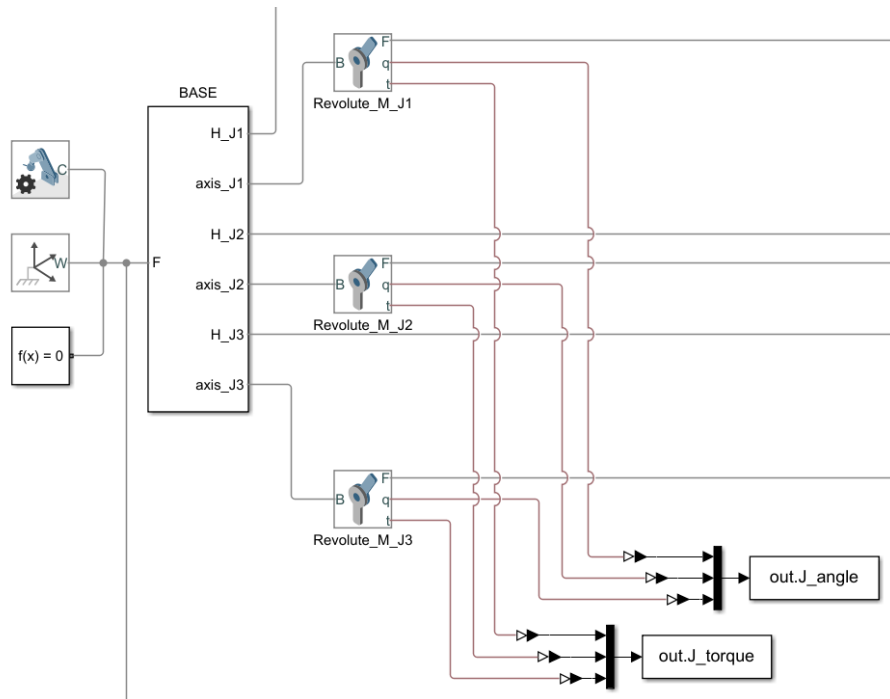 F
B
q
t
Revolute_M_J1
BASE
H_J1
C
axis_J1
H_J2
W
F
F
axis_J2
B
q
t
Revolute_M_J2
H_J3
f(x) = 0
axis_J3
F
B
q
t
Revolute_M_J3
out.J_angle
out.J_torque